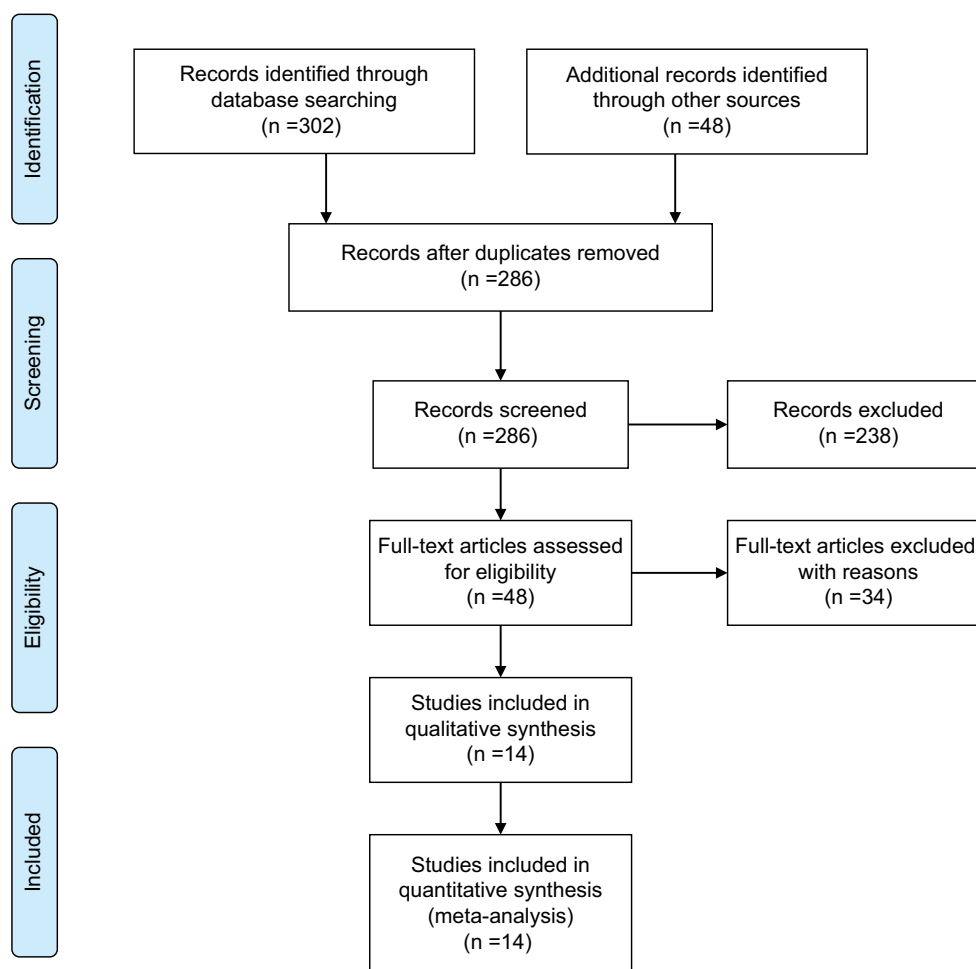 Identification
Records identified through
database searching
(n =302)
Additional records identified
through other sources
(n =48)
Records after duplicates removed
(n =286)
Screening
Records screened
(n =286)
Records excluded
(n =238)
Eligibility
Full-text articles assessed
for eligibility
(n =48)
Full-text articles excluded
with reasons
(n =34)
Studies included in
qualitative synthesis
(n =14)
Included
Studies included in
quantitative synthesis
(meta-analysis)
(n =14)